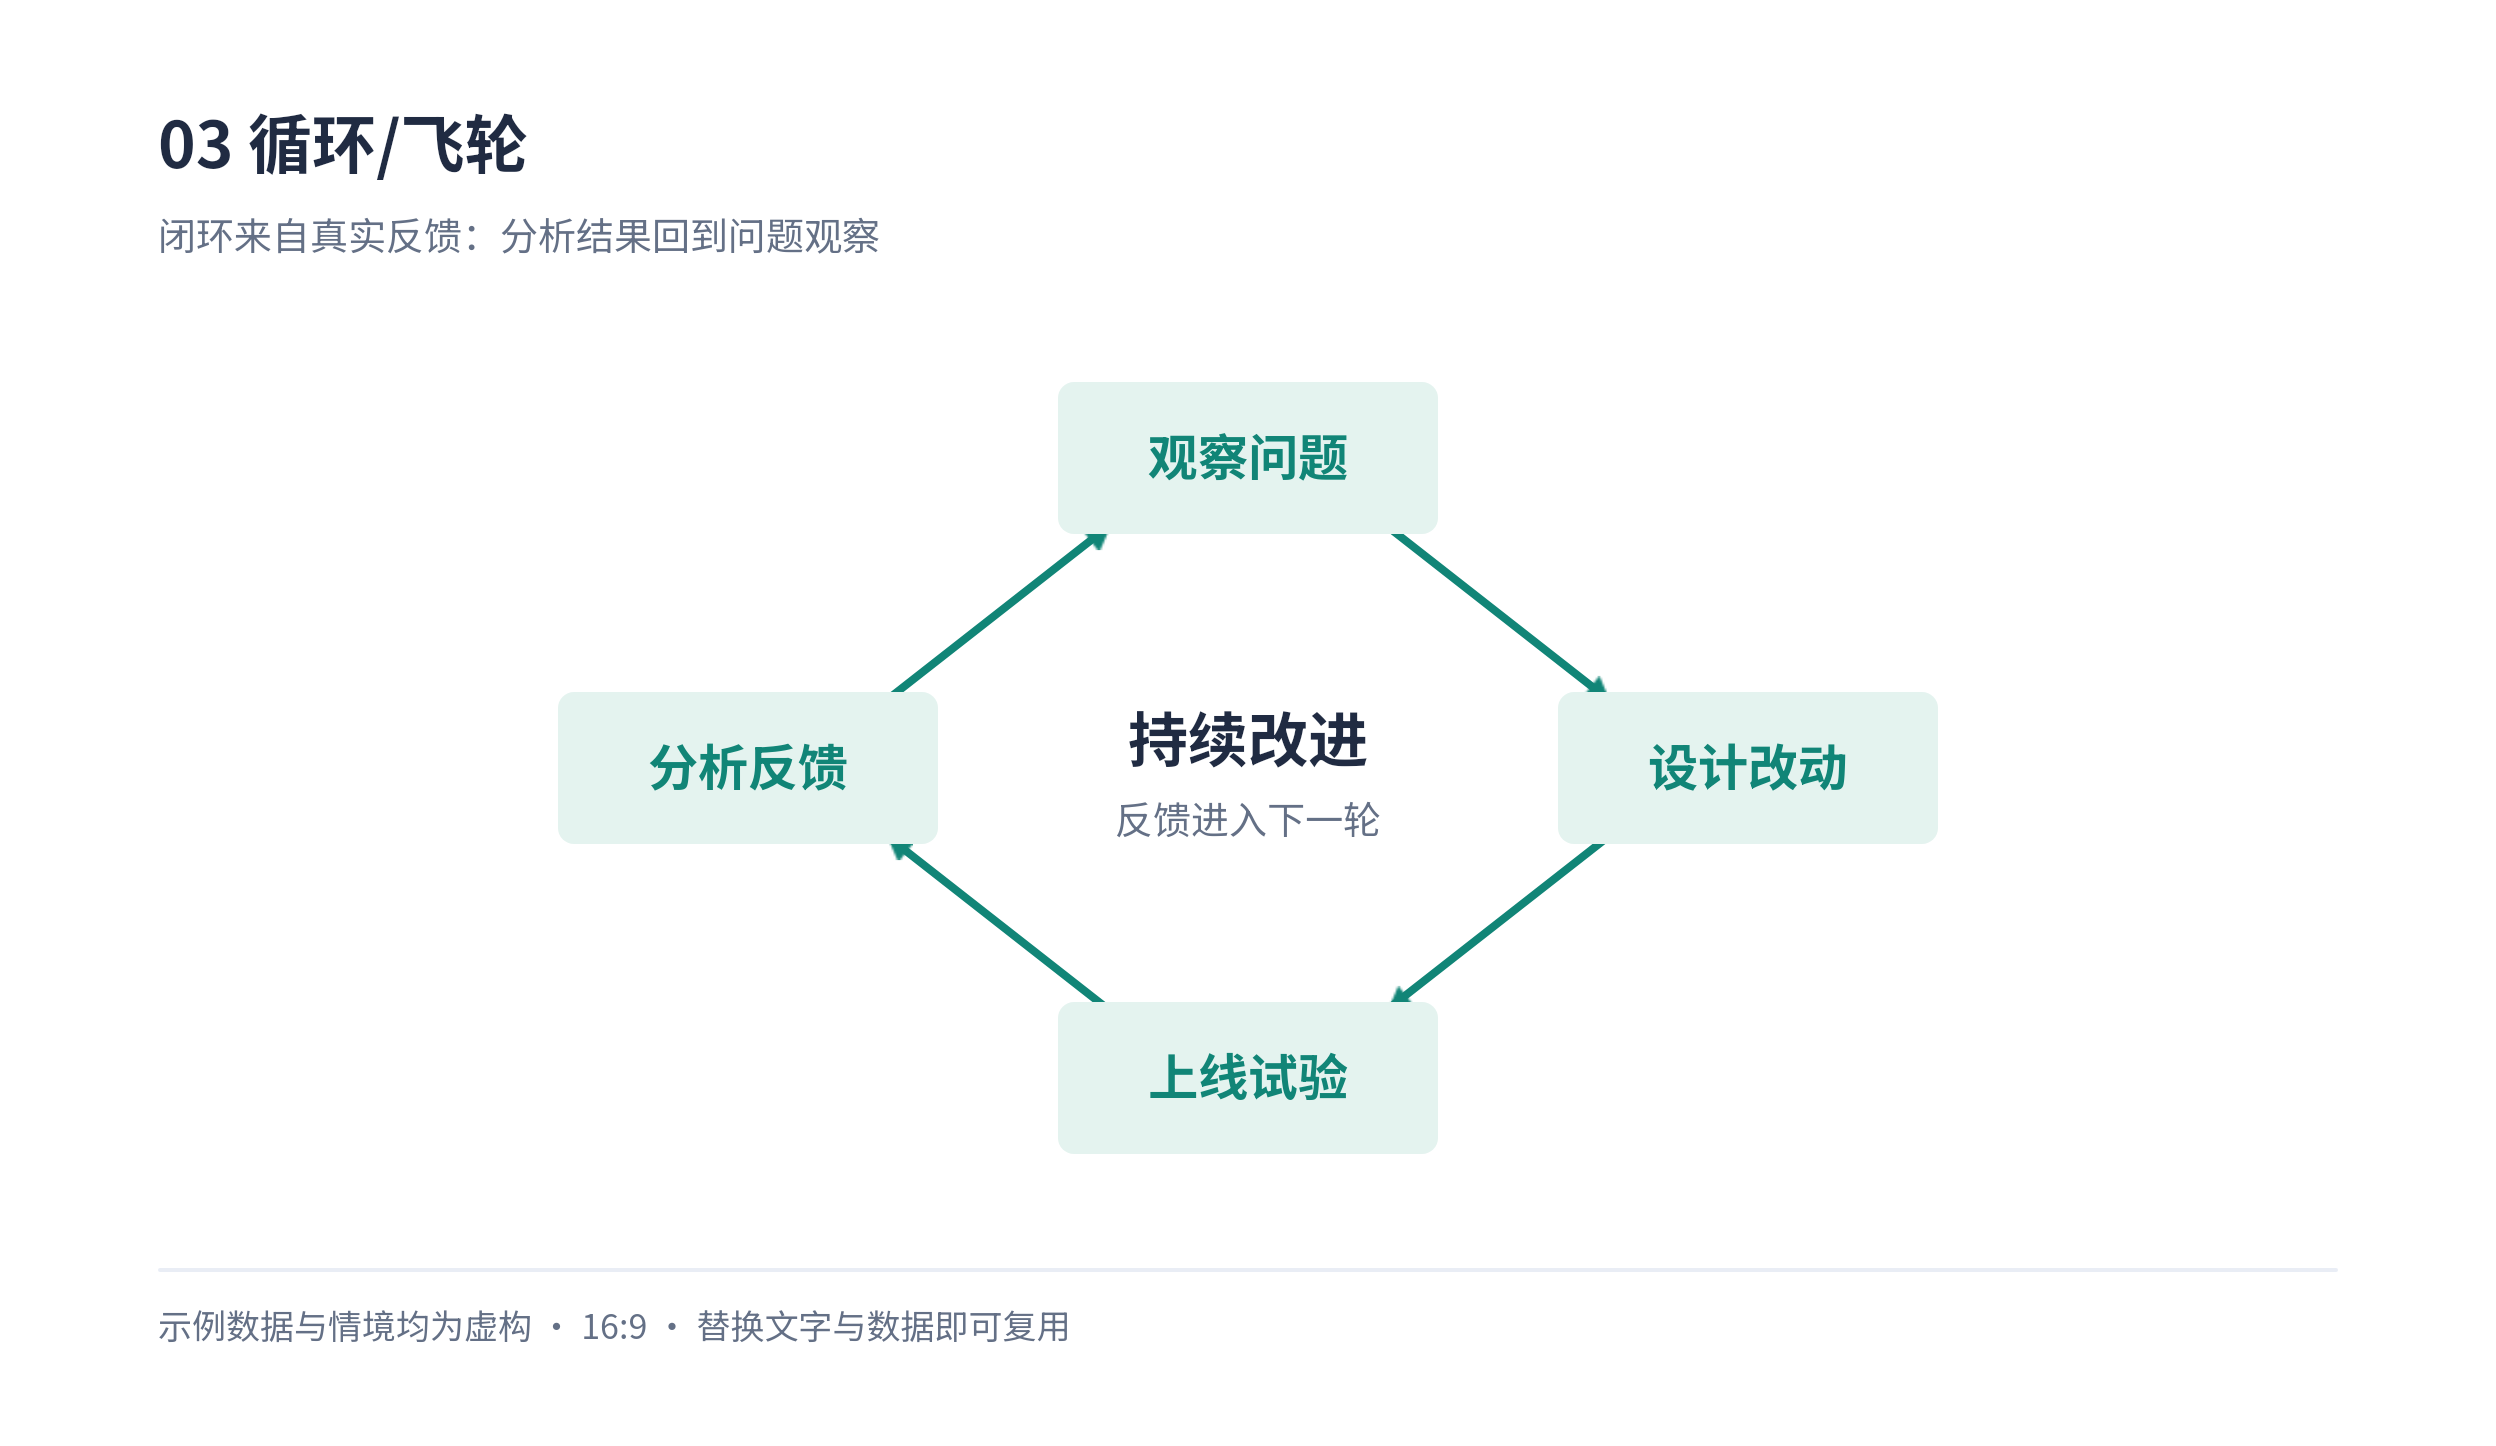 03 循环/飞轮
闭环来自真实反馈：分析结果回到问题观察
观察问题
分析反馈
持续改进
反馈进入下一轮
设计改动
上线试验
示例数据与情境均为虚构 · 16:9 · 替换文字与数据即可复用